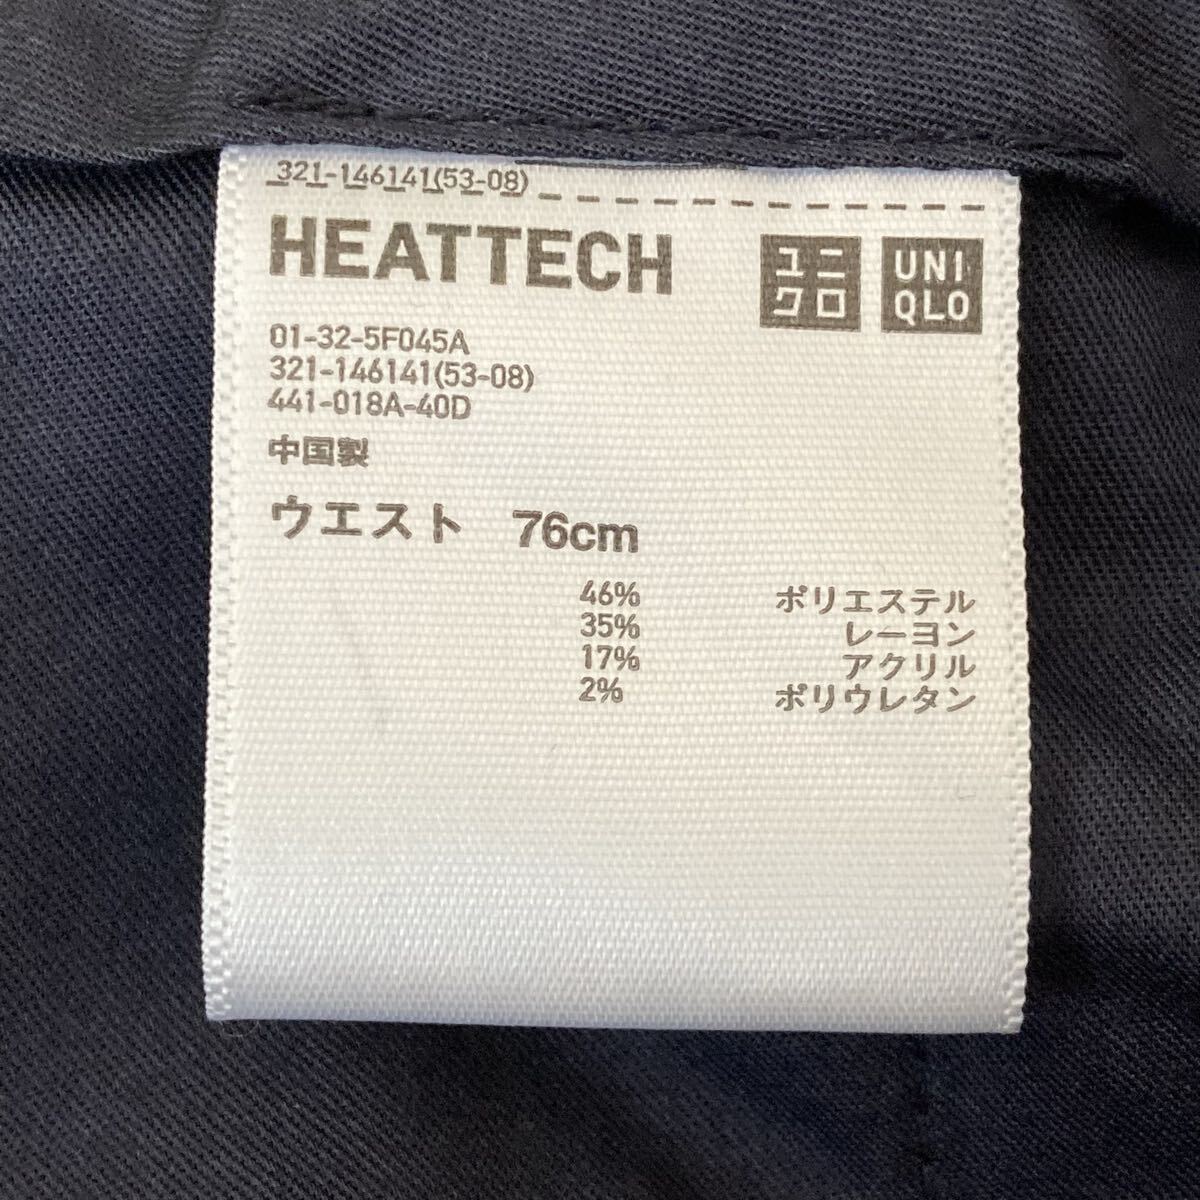 321-146141(53-08)
HEATTECH
ユニ
クロ
UNI
QLO
01-32-5F045A
321-146141(53-08)
441-018A-40D
中国製
ウエスト 76cm
46% ポリエステル
35% レーヨン
17% アクリル
2% ポリウレタン